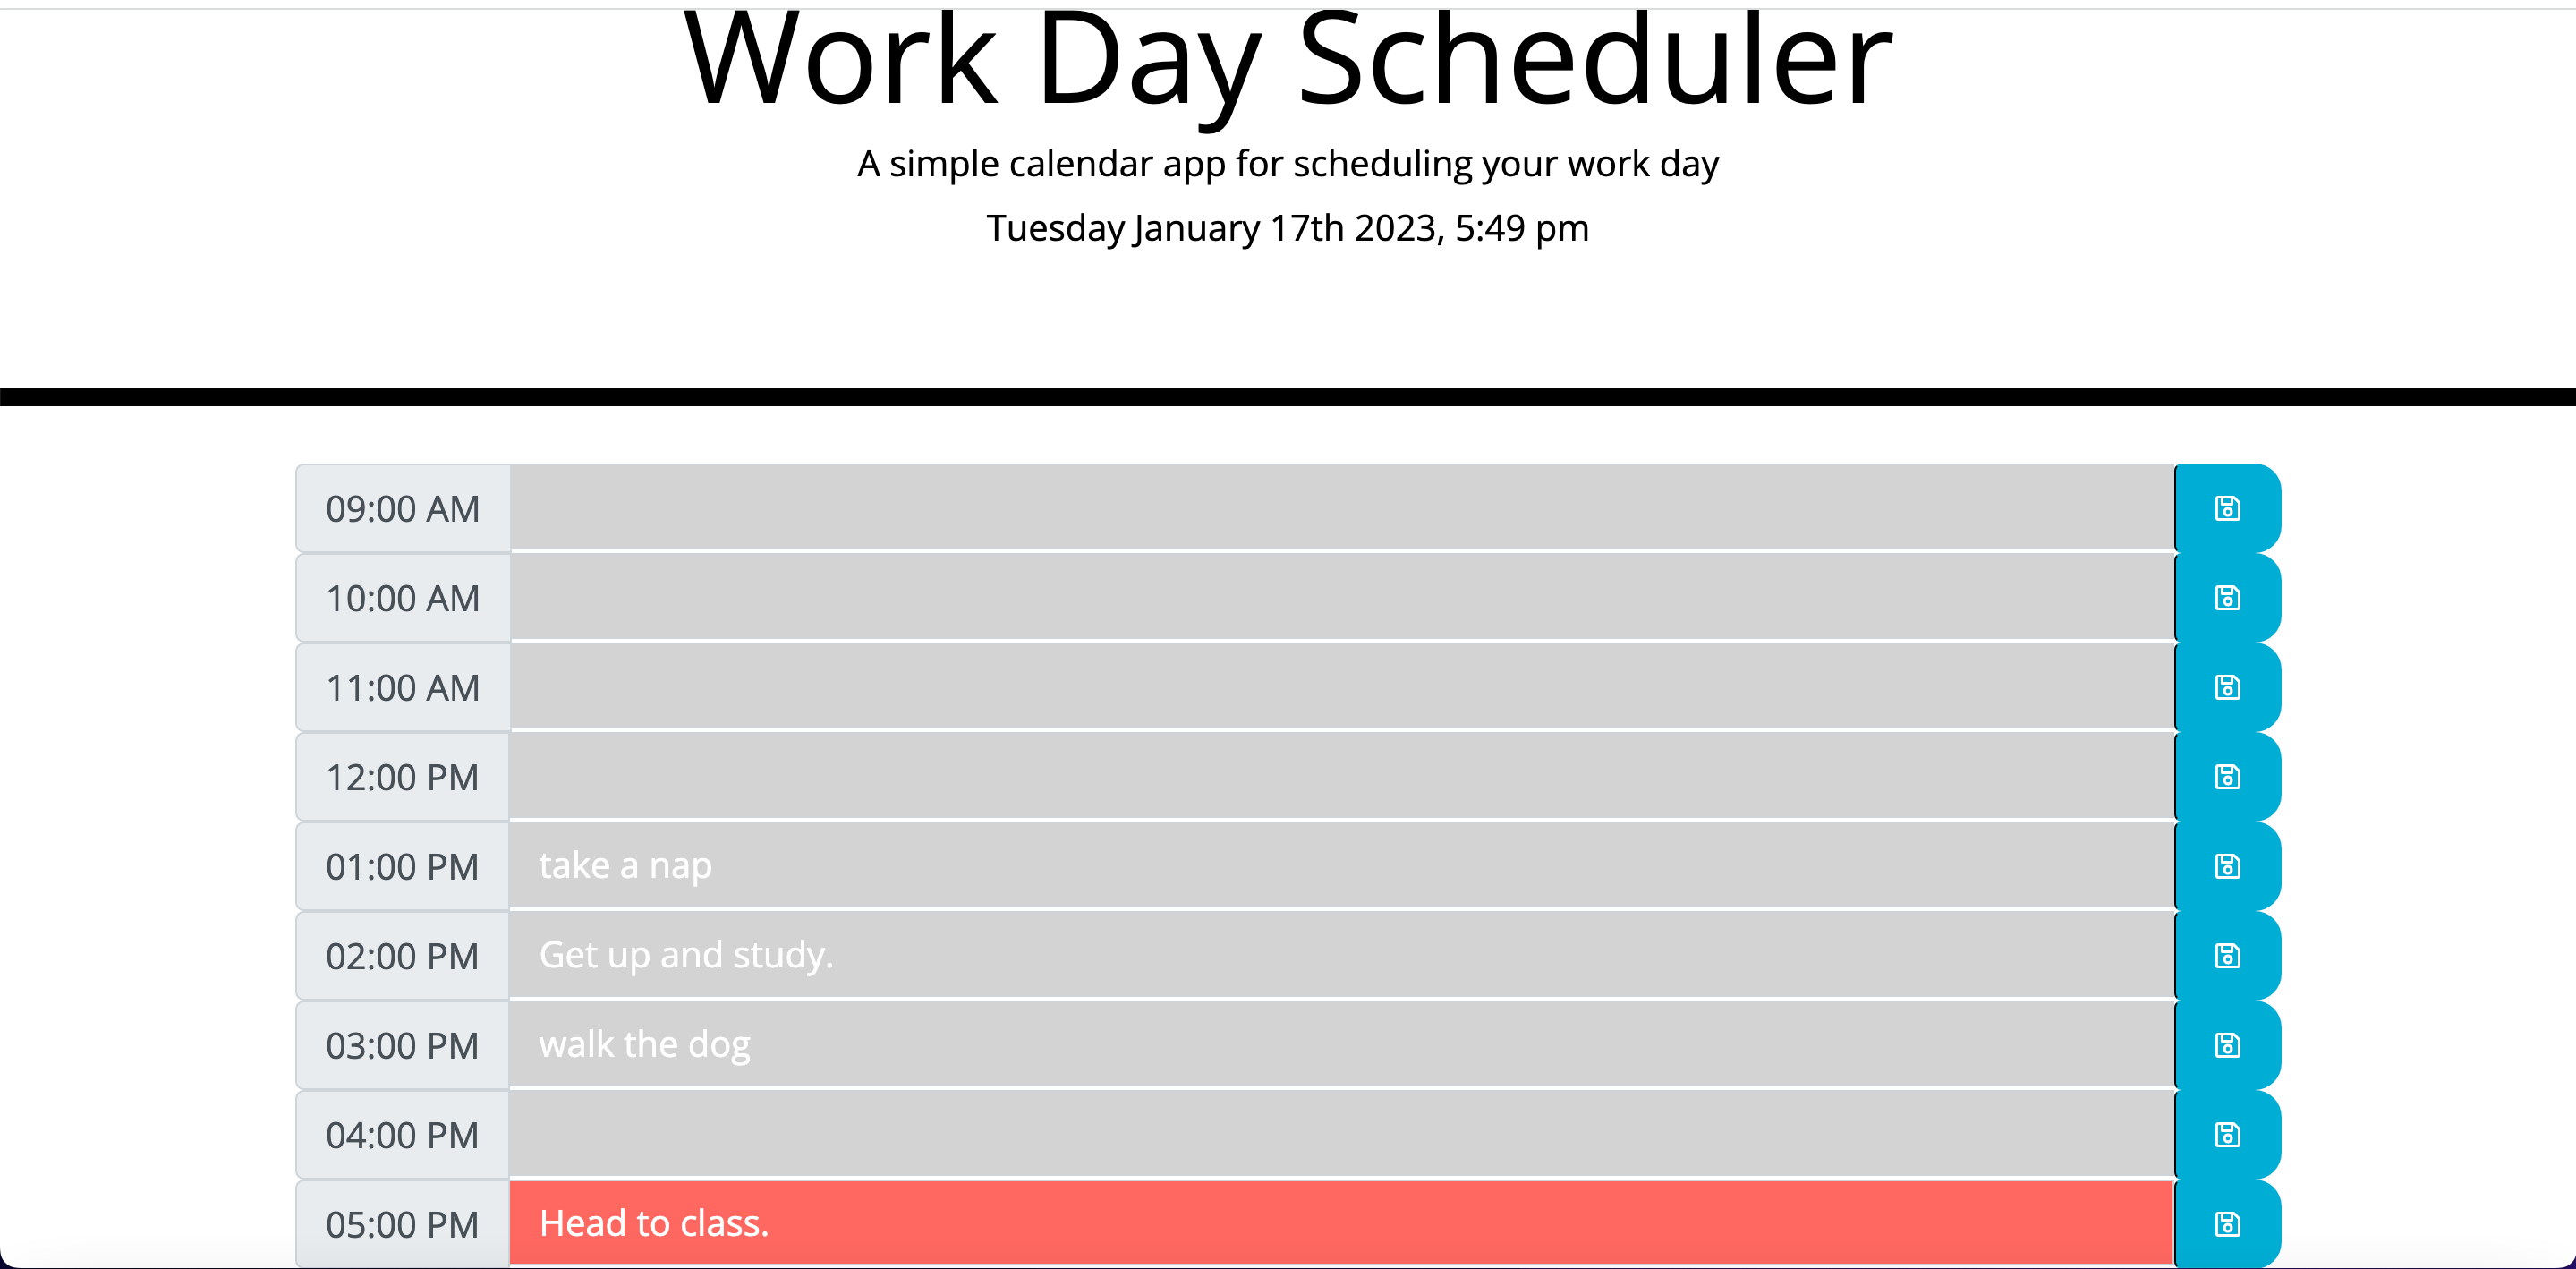 Work Day Scheduler
A simple calendar app for scheduling your work day
Tuesday January 17th 2023, 5:49 pm
09:00 AM
10:00 AM
11:00 AM
12:00 PM
01:00 PM take a nap
02:00 PM Get up and study.
03:00 PM walk the dog
04:00 PM
05:00 PM Head to class.